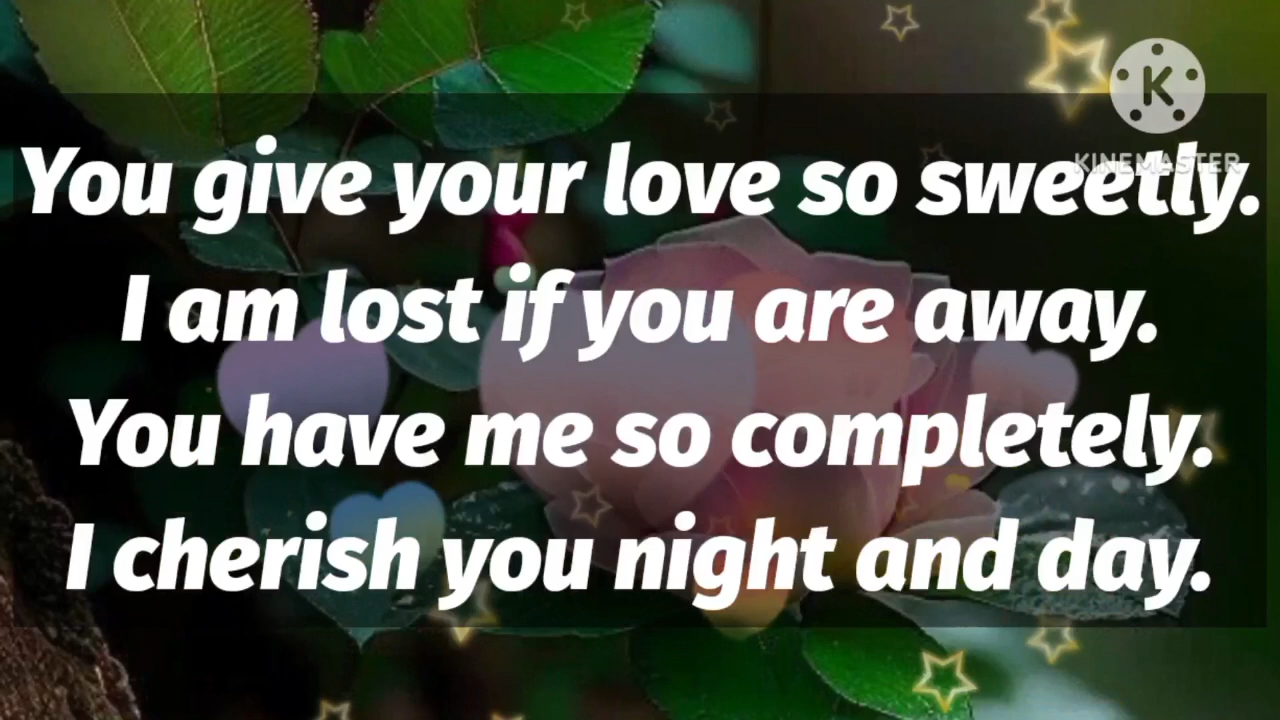 K
KINEMASTER
You give your love so sweetly.
I am lost if you are away.
You have me so completely.
I cherish you night and day.